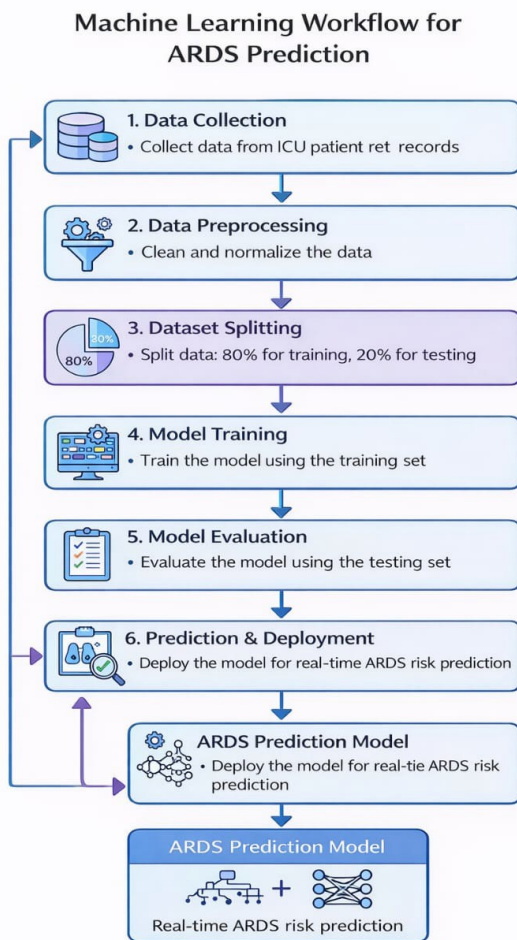 Machine Learning Workflow for
ARDS Prediction
1. Data Collection
• Collect data from ICU patient ret records
2. Data Preprocessing
• Clean and normalize the data
3. Dataset Splitting
30%
80%
• Split data: 80% for training, 20% for testing
4. Model Training
• Train the model using the training set
5. Model Evaluation
• Evaluate the model using the testing set
6. Prediction & Deployment
• Deploy the model for real-time ARDS risk prediction
ARDS Prediction Model
• Deploy the model for real-tie ARDS risk
prediction
ARDS Prediction Model
+
Real-time ARDS risk prediction